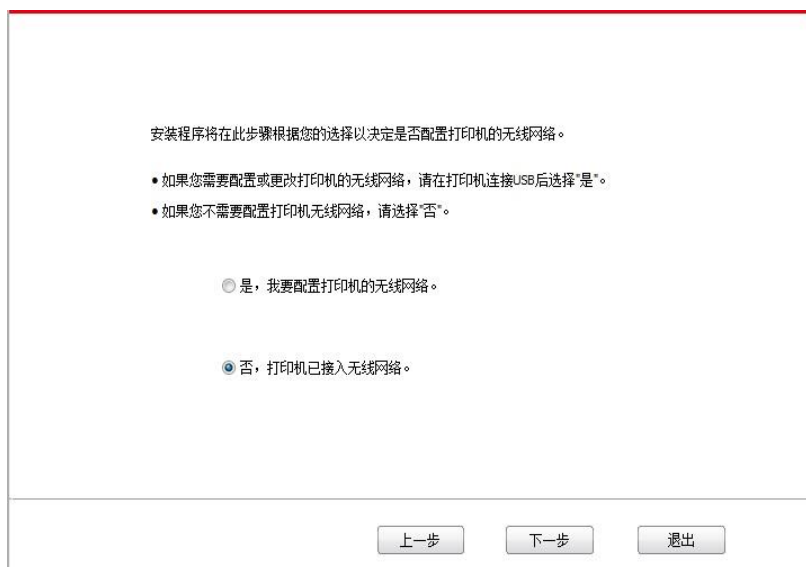 安装程序将在此步骤根据您的选择以决定是否配置打印机的无线网络。
• 如果您需要配置或更改打印机的无线网络，请在打印机连接USB后选择"是"。
• 如果您不需要配置打印机无线网络，请选择"否"。
是，我要配置打印机的无线网络。
否，打印机已接入无线网络。
上一步 下一步 退出